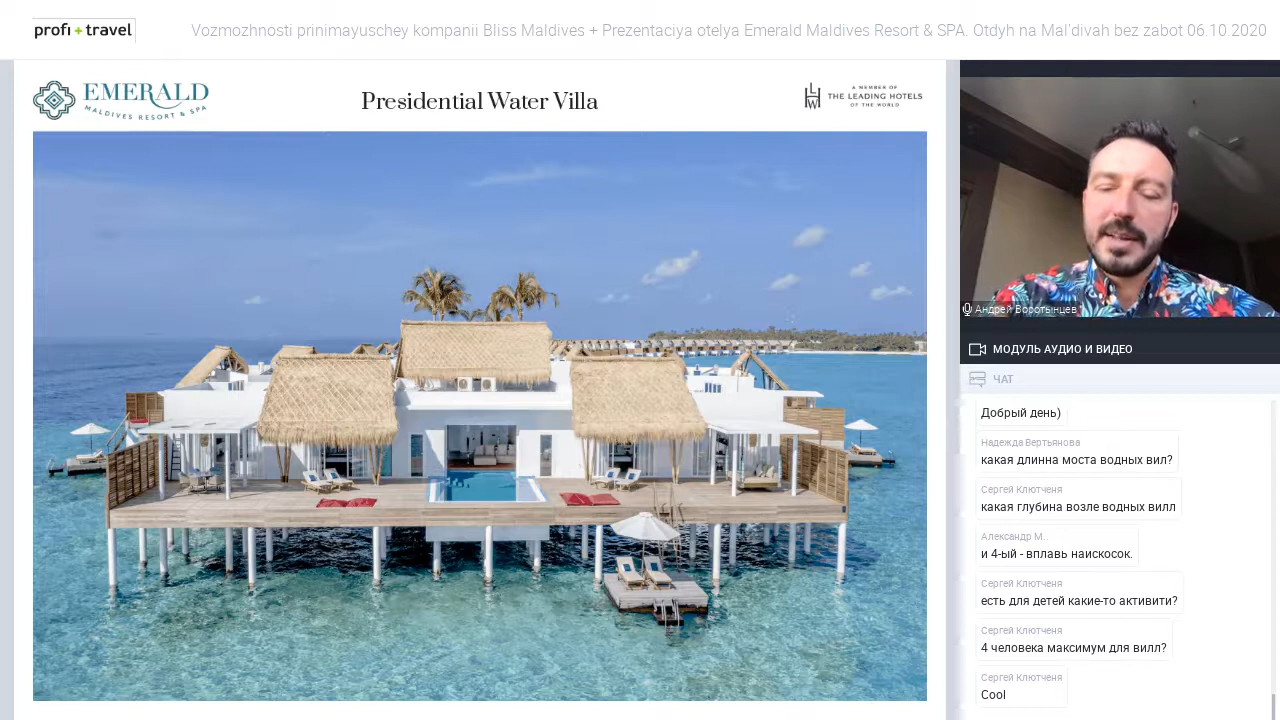 profi + travel
Vozmozhnosti prinimayuschey kompanii Bliss Maldives + Prezentaciya otelya Emerald Maldives Resort & SPA. Otdyh na Mal'divah bez zabot 06.10.2020
EMERALD
MALDIVES RESORT & SPA
Presidential Water Villa
LHW
A MEMBER OF
THE LEADING HOTELS
OF THE WORLD
Андрей Воротынцев
МОДУЛЬ АУДИО И ВИДЕО
ЧАТ
Добрый день)
Надежда Вертьянова
какая длинна моста водных вил?
Сергей Клютченя
какая глубина возле водных вилл
Александр М..
и 4-ый - вплавь наискосок.
Сергей Клютченя
есть для детей какие то активити?
Сергей Клютченя
4 человека максимум для вилл?
Сергей Клютченя
Cool